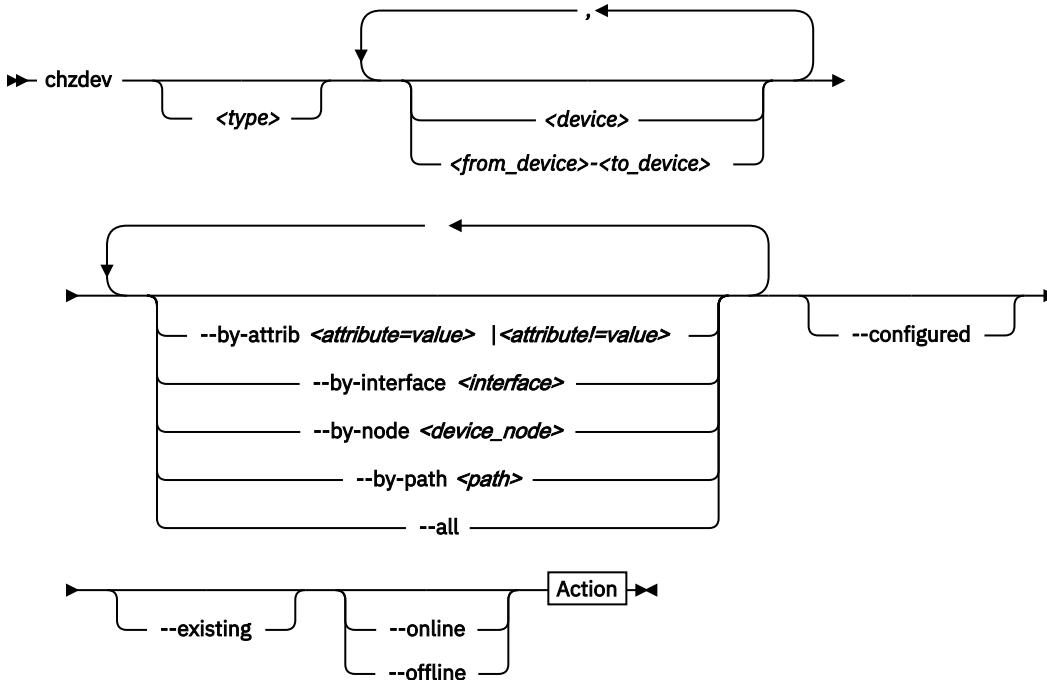 ,
chzdev
<type>
<device>
<from_device>-<to_device>
--by-attrib <attribute=value> |<attribute!=value>
--configured
--by-interface <interface>
--by-node <device_node>
--by-path <path>
--all
Action
--existing
--online
--offline